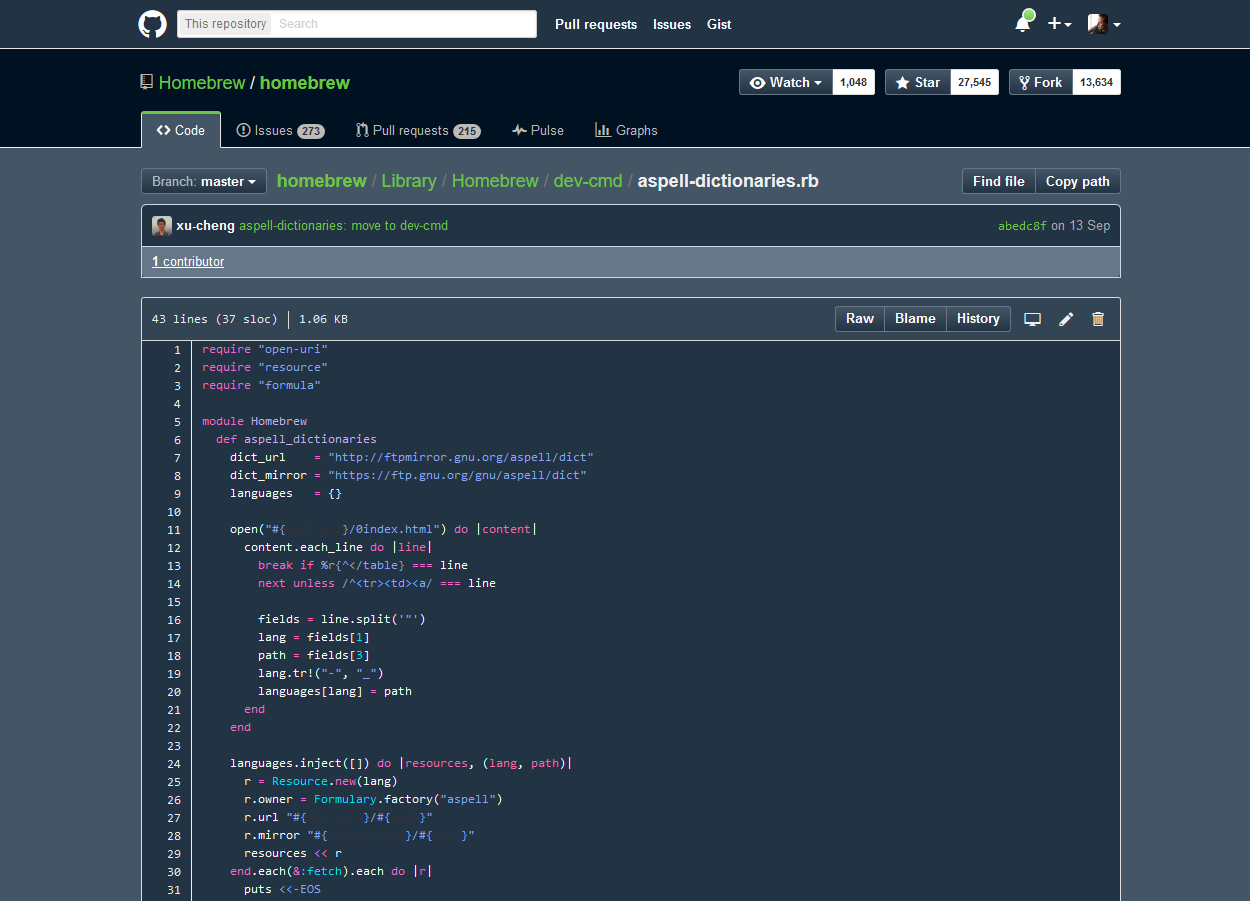 This repository Search Pull requests Issues Gist
Homebrew / homebrew Watch 1,048 Star 27,545 Fork 13,634
Code Issues 273 Pull requests 215 Pulse Graphs
Branch: master homebrew / Library / Homebrew / dev-cmd / aspell-dictionaries.rb Find file Copy path
xu-cheng aspell-dictionaries: move to dev-cmd abedc8f on 13 Sep
1 contributor
43 lines (37 sloc) 1.06 KB Raw Blame History
1 require "open-uri"
2 require "resource"
3 require "formula"
4
5 module Homebrew
6 def aspell_dictionaries
7 dict_url = "http://ftpmirror.gnu.org/aspell/dict"
8 dict_mirror = "https://ftp.gnu.org/gnu/aspell/dict"
9 languages = {}
10
11 open("#{ }/0index.html") do |content|
12 content.each_line do |line|
13 break if %r{^</table} === line
14 next unless /^<tr><td><a/ === line
15
16 fields = line.split('"')
17 lang = fields[1]
18 path = fields[3]
19 lang.tr!("-", "_")
20 languages[lang] = path
21 end
22 end
23
24 languages.inject([]) do |resources, (lang, path)|
25 r = Resource.new(lang)
26 r.owner = Formulary.factory("aspell")
27 r.url "#{ }/#{ }"
28 r.mirror "#{ }/#{ }"
29 resources << r
30 end.each(&:fetch).each do |r|
31 puts <<-EOS